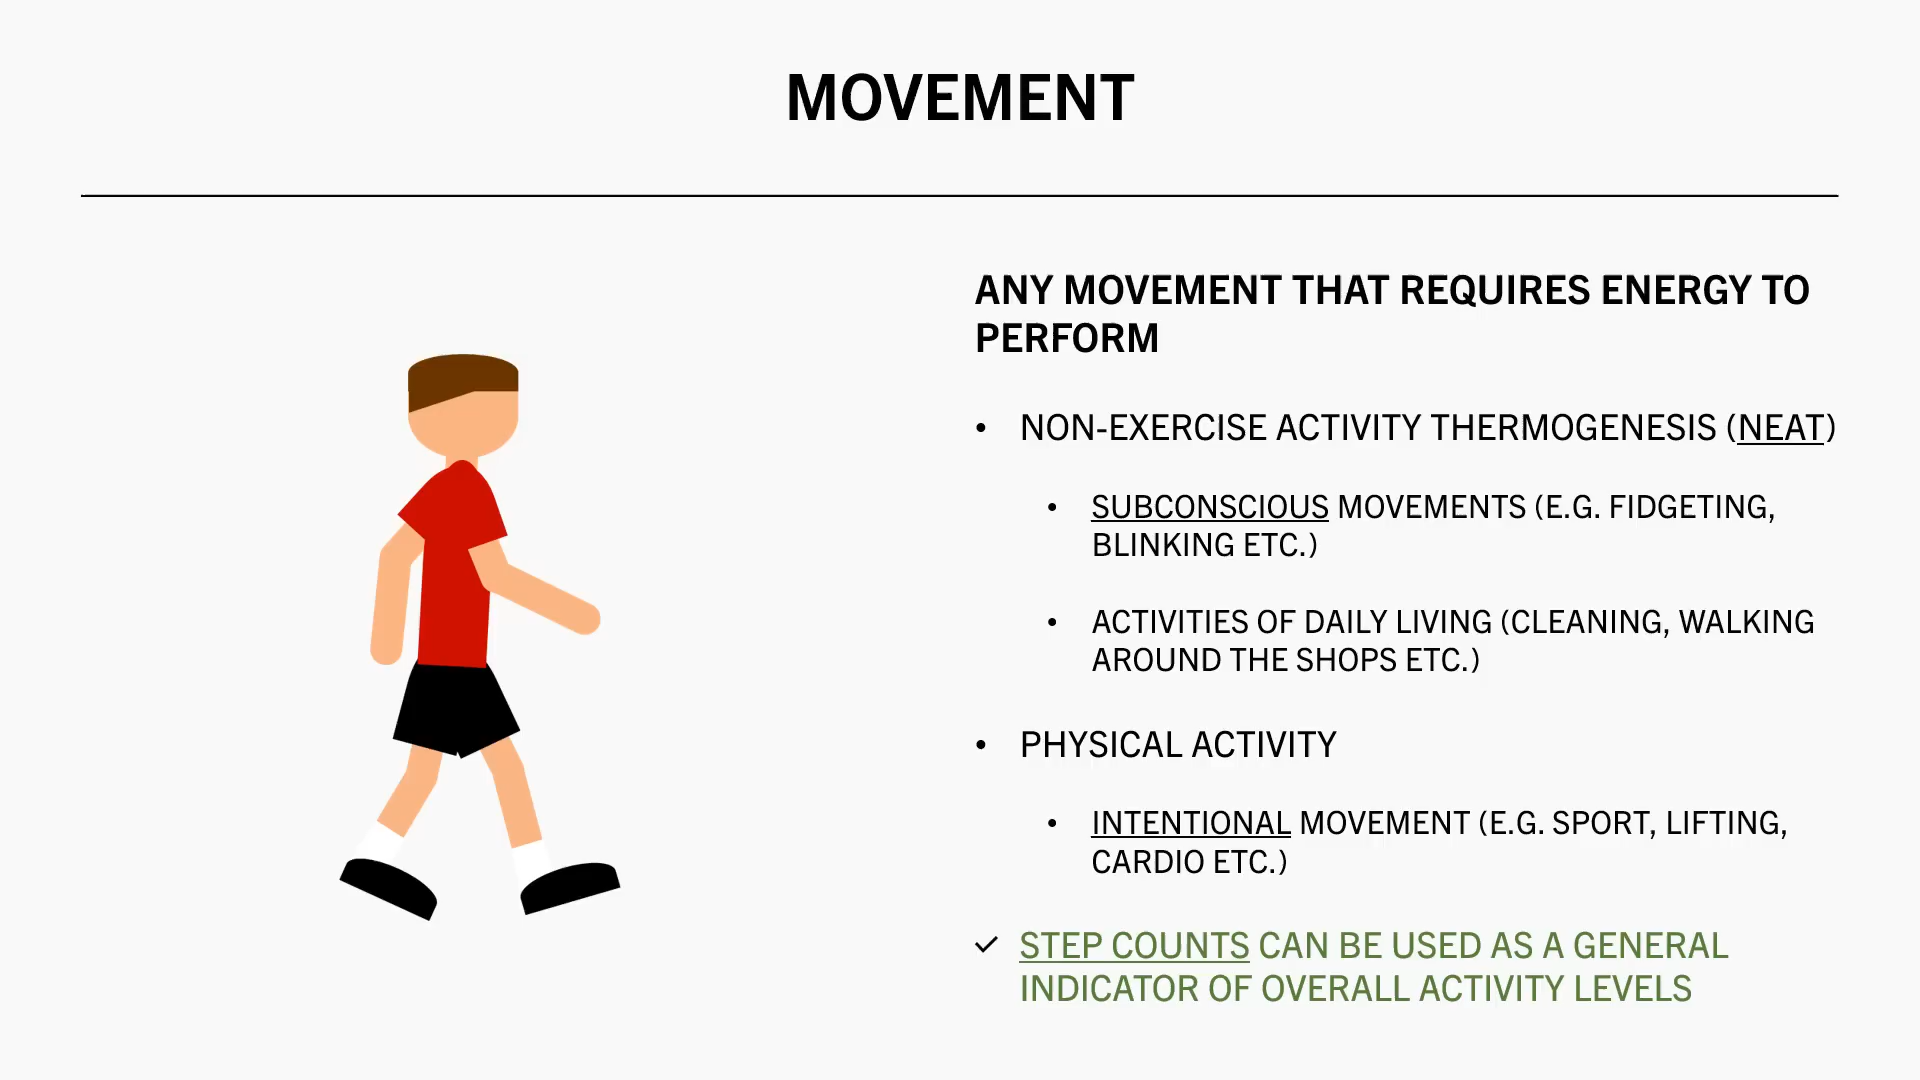 MOVEMENT
ANY MOVEMENT THAT REQUIRES ENERGY TO
PERFORM
• NON-EXERCISE ACTIVITY THERMOGENESIS (NEAT)
• SUBCONSCIOUS MOVEMENTS (E.G. FIDGETING,
BLINKING ETC.)
• ACTIVITIES OF DAILY LIVING (CLEANING, WALKING
AROUND THE SHOPS ETC.)
• PHYSICAL ACTIVITY
• INTENTIONAL MOVEMENT (E.G. SPORT, LIFTING,
CARDIO ETC.)
✓ STEP COUNTS CAN BE USED AS A GENERAL
INDICATOR OF OVERALL ACTIVITY LEVELS